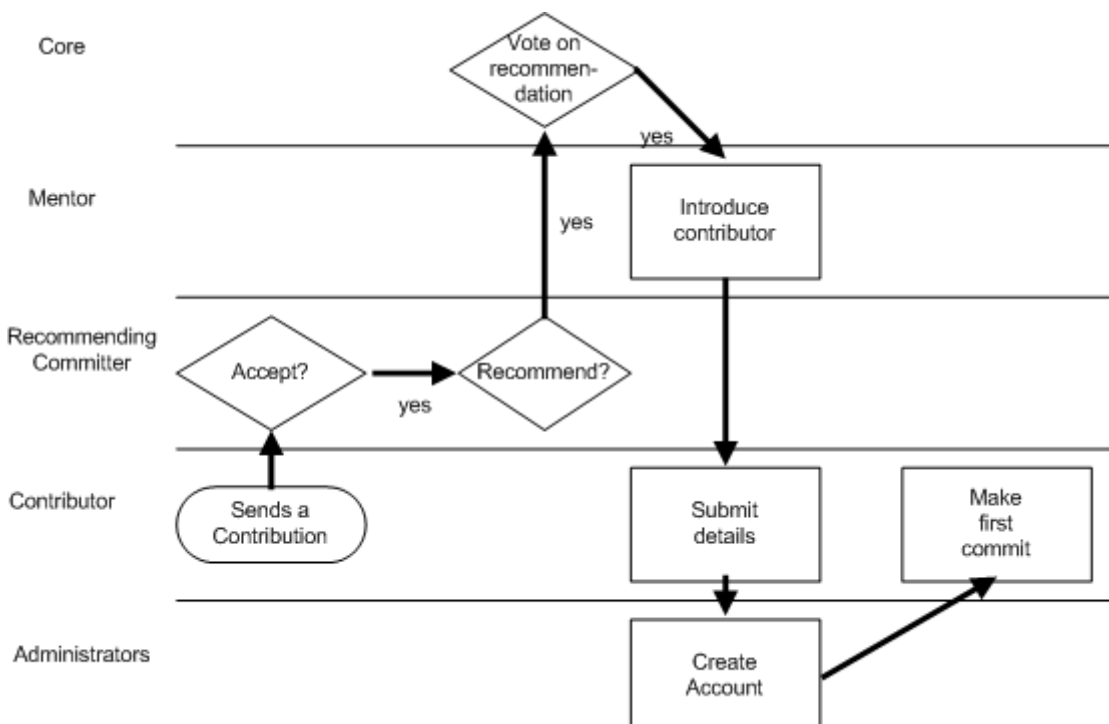 Core
Vote on
recommen-
dation
yes
Mentor
Introduce
contributor
yes
Recommending
Committer
Accept?
yes
Recommend?
Contributor
Sends a
Contribution
Submit
details
Make
first
commit
Administrators
Create
Account